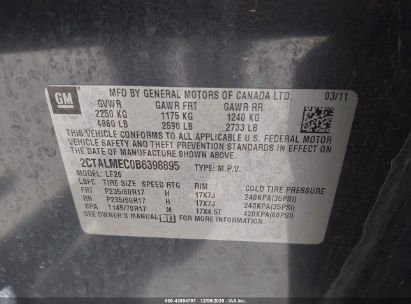 GM
MFD BY GENERAL MOTORS OF CANADA LTD. 03/11
GVWR GAWR FRT GAWR RR
2250 KG 1175 KG 1240 KG
4960 LB 2590 LB 2733 LB
THIS VEHICLE CONFORMS TO ALL APPLICABLE U.S. FEDERAL
MOTOR VEHICLE SAFETY, BUMPER, AND THEFT PREVENTION
STANDARDS IN EFFECT ON THE
DATE OF MANUFACTURE SHOWN ABOVE.
2CTALMEC0B6398895 TYPE: M.P.V.
MODEL: LF26
TIRE SIZE SPEED RTG RIM COLD TIRE PRESSURE
FRT P235/60R17 H 17X7J 240KPA(35PSI)
RR P235/60R17 H 17X7J 240KPA(35PSI)
SPA T145/70R17 M 17X4.5T 420KPA(60PSI)
SEE OWNER'S MANUAL FOR MORE INFORMATION.